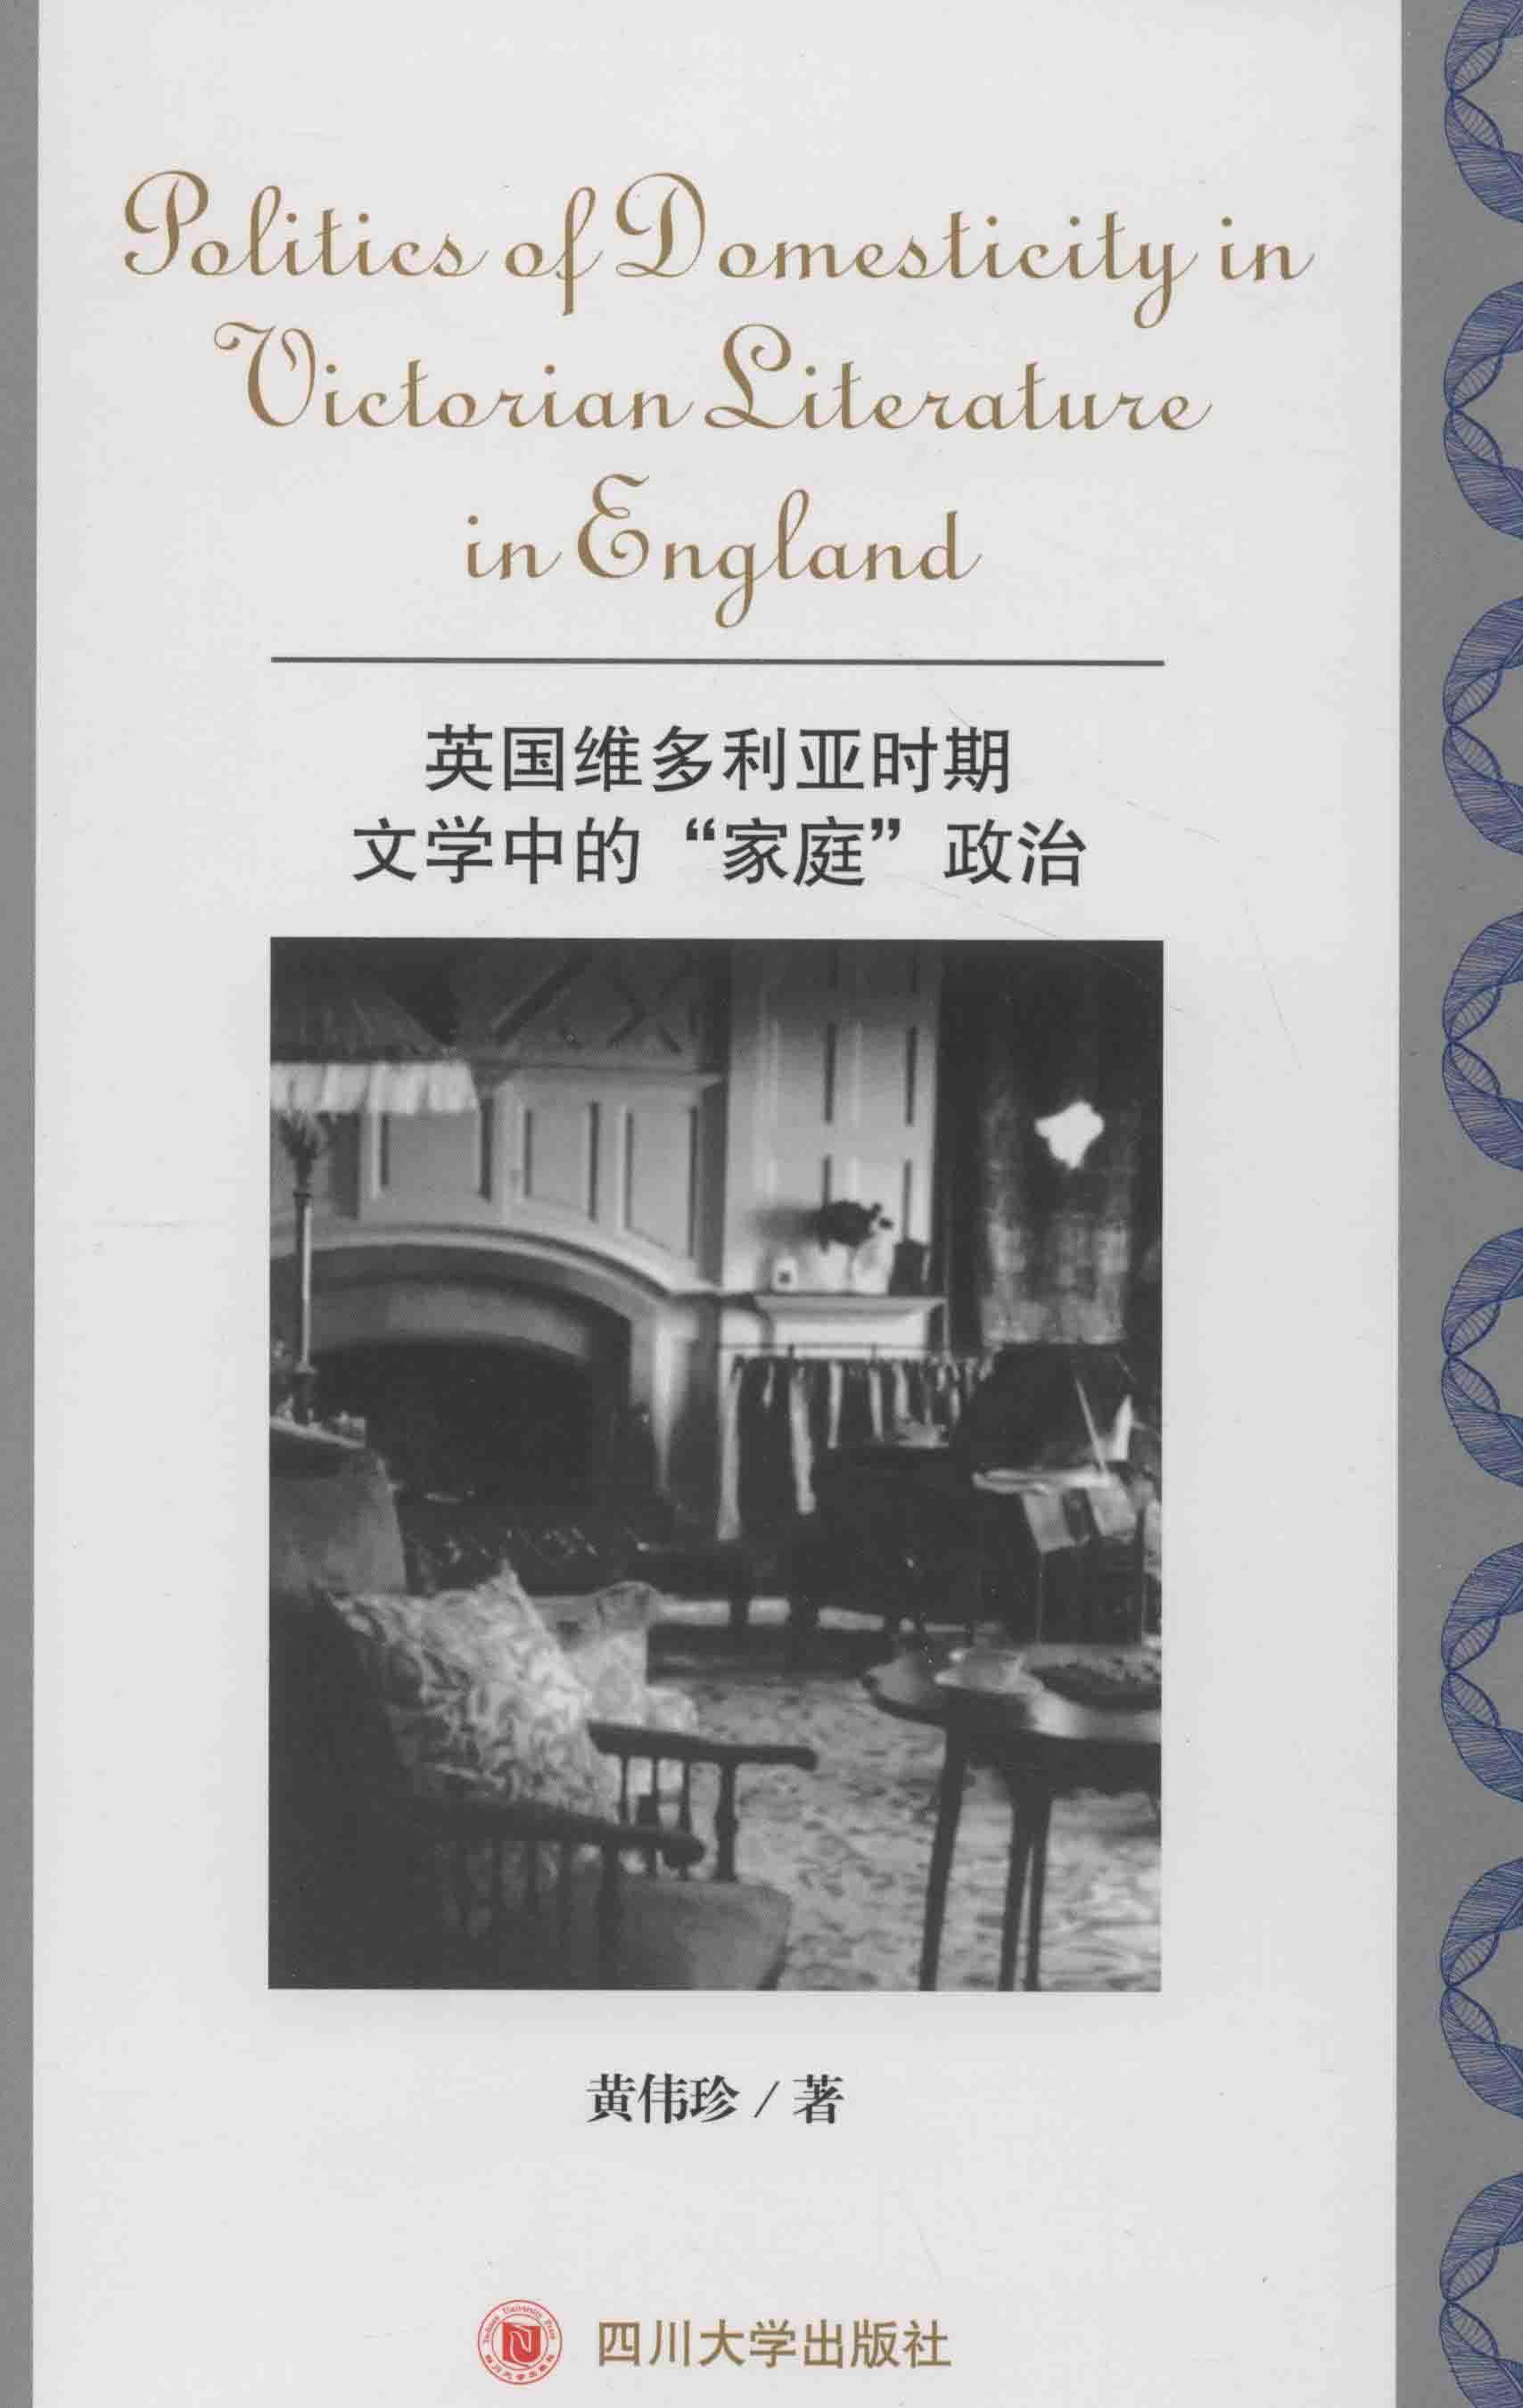 Politics of Domesticity in
Victorian Literature
in England
英国维多利亚时期
文学中的“家庭”政治
黄伟珍/著
四川大学出版社